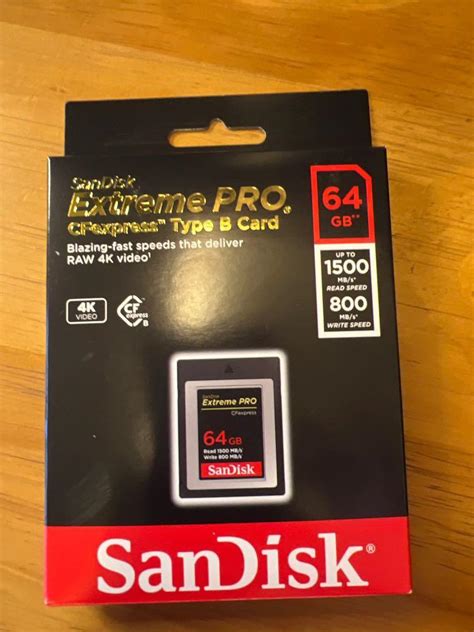 SanDisk
Extreme PRO®
CFexpress™ Type B Card
Blazing-fast speeds that deliver
RAW 4K video¹
64
GB**
UP TO
1500
MB/s*
READ SPEED
800
MB/s*
WRITE SPEED
4K
VIDEO
CF
express
B
SanDisk
Extreme PRO
CFexpress
64 GB
Read 1500 MB/s
Write 800 MB/s
SanDisk
SanDisk®